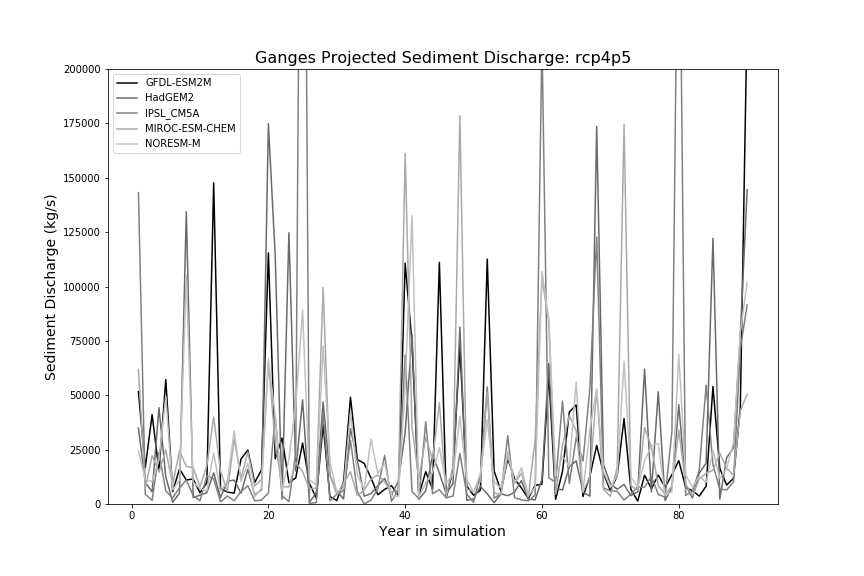 Ganges Projected Sediment Discharge: rcp4p5
200000
175000
150000
125000
100000
75000
50000
25000
0
Sediment Discharge (kg/s)
GFDL-ESM2M
HadGEM2
IPSL_CM5A
MIROC-ESM-CHEM
NORESM-M
0 20 40 60 80
Year in simulation